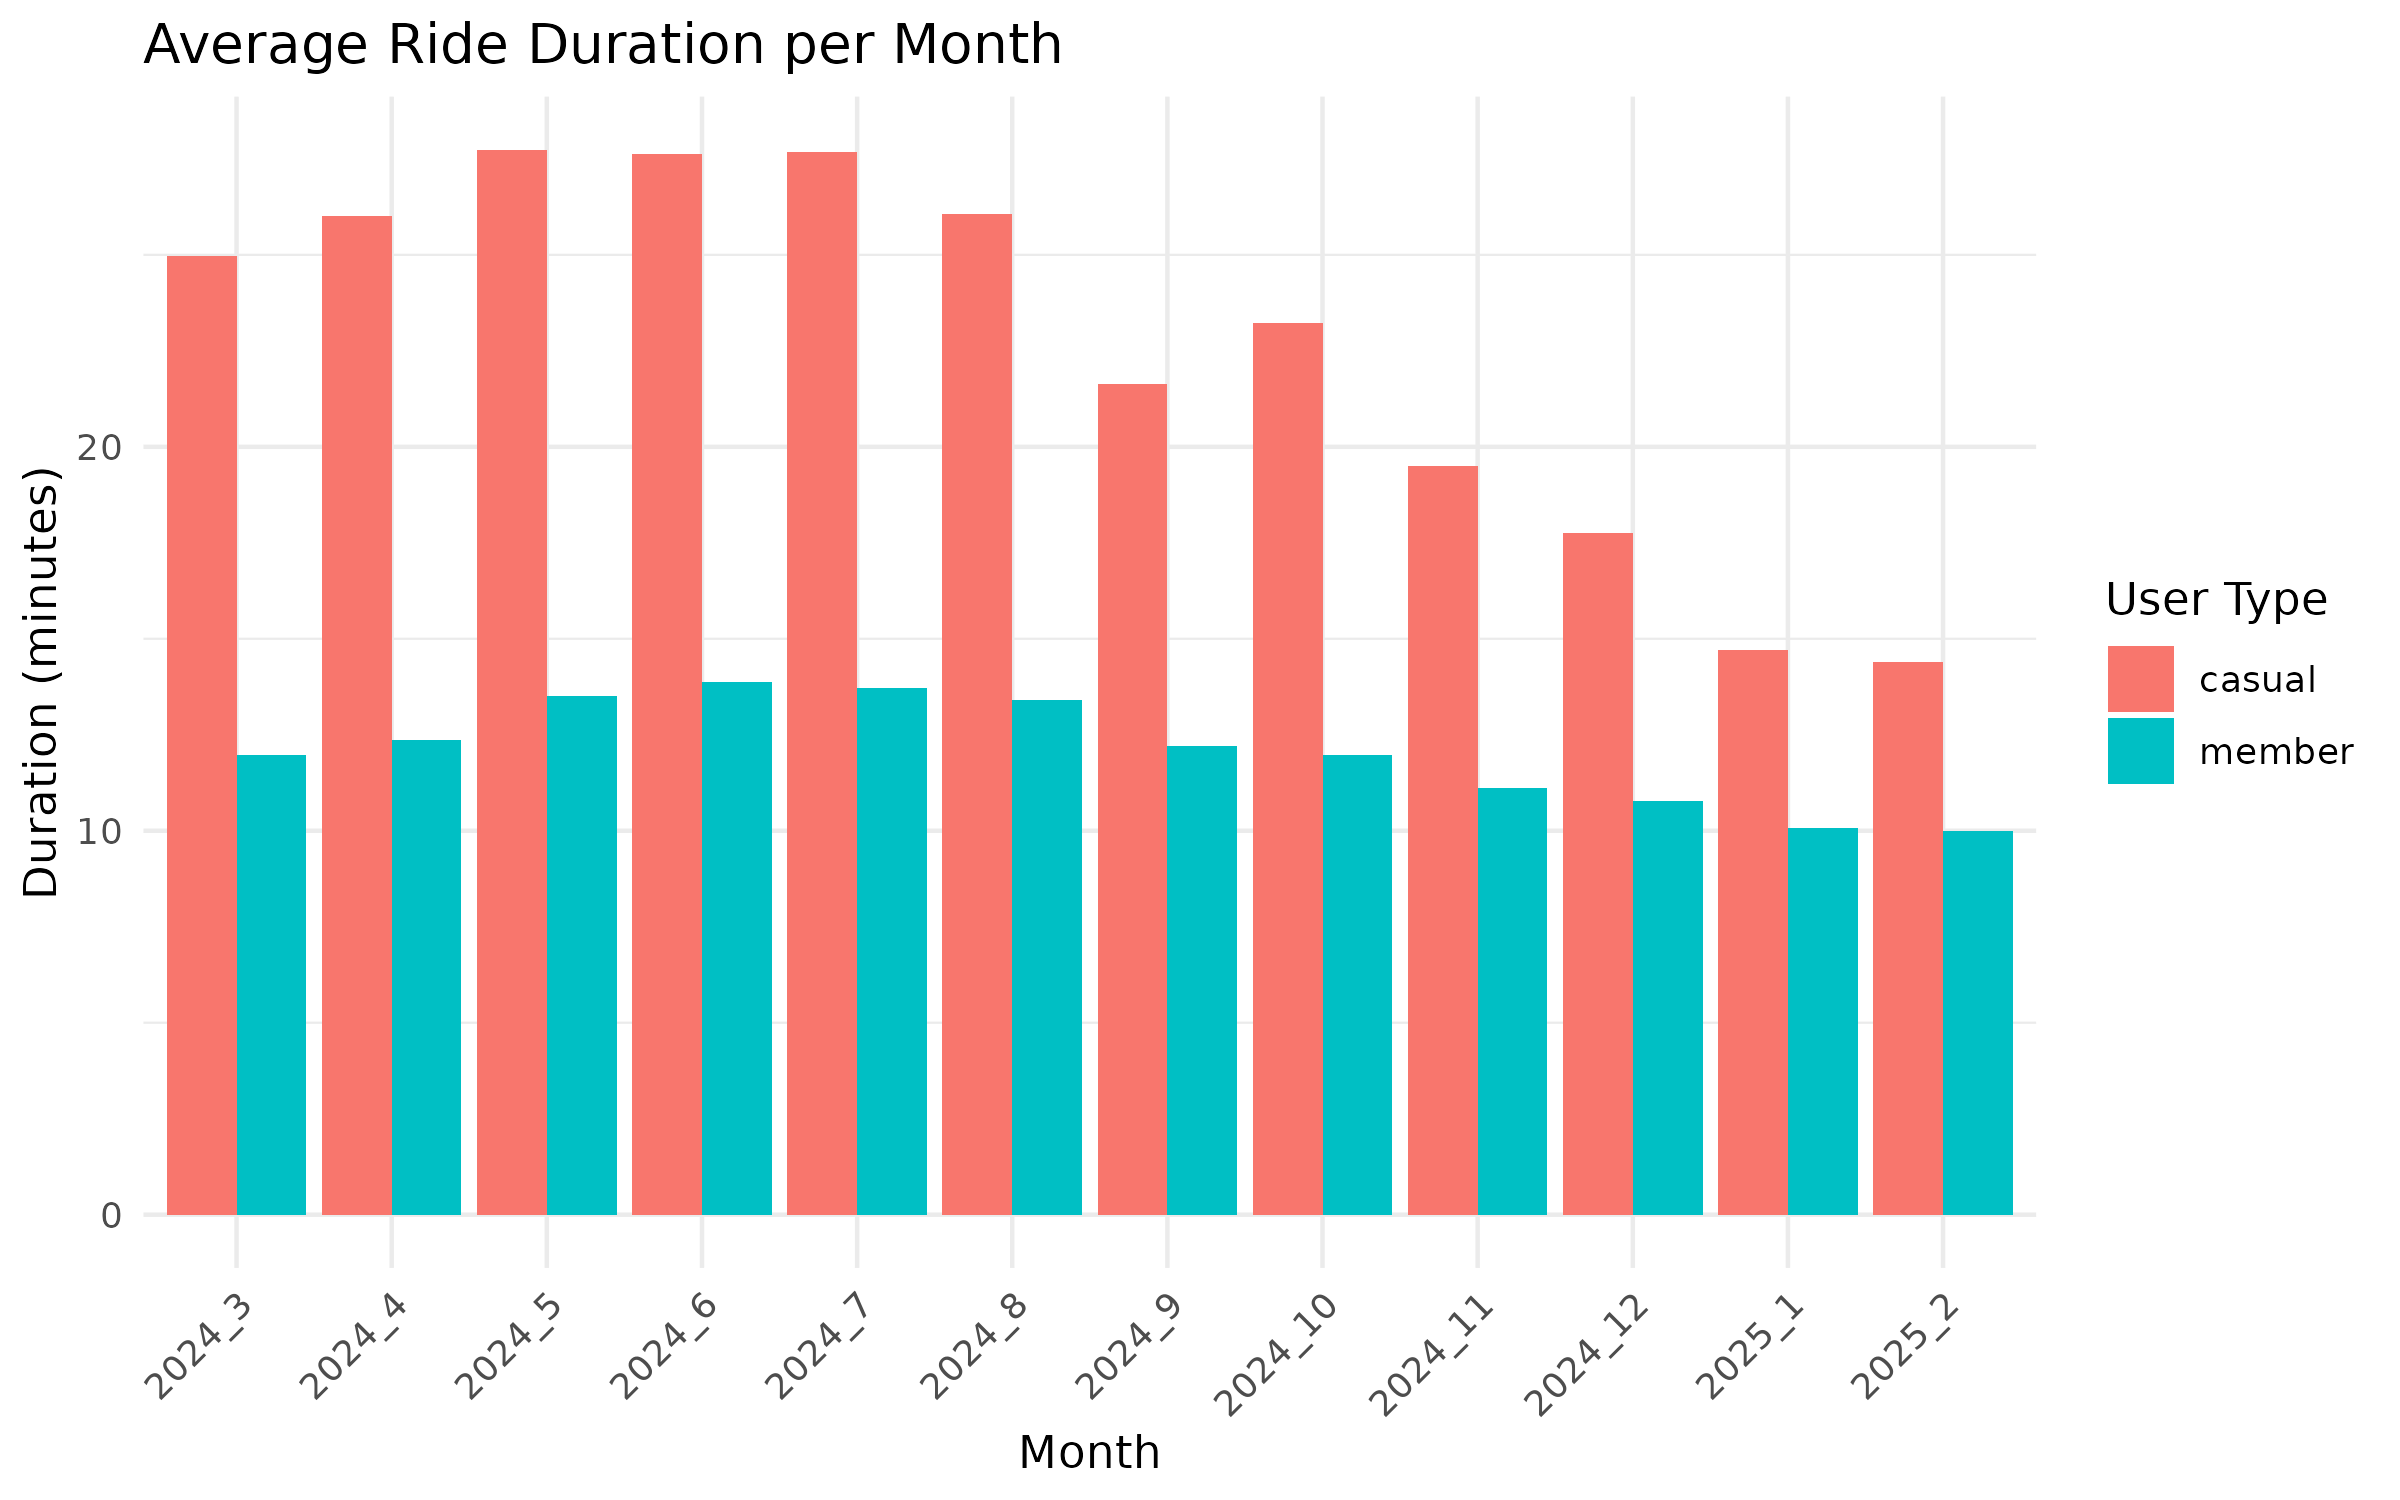 Average Ride Duration per Month
Duration (minutes)
20
10
0
2024_3
2024_4
2024_5
2024_6
2024_7
2024_8
2024_9
2024_10
2024_11
2024_12
2025_1
2025_2
Month
User Type
casual
member